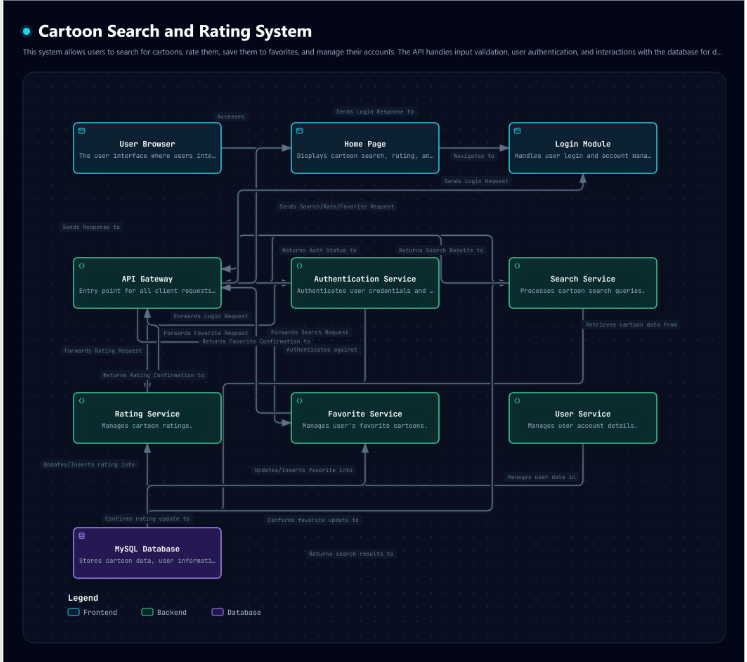 Cartoon Search and Rating System
This system allows users to search for cartoons, rate them, save them to favorites, and manage their accounts. The API handles input validation, user authentication, and interactions with the database for d...
Accesses
Sends Login Response to
User Browser
The user interface where users into…
Home Page
Displays cartoon search, rating, an…
Login Module
Handles user login and account mana…
Navigates to
Sends Login Request
Sends Search/Rate/Favorite Request
Sends Response to
Returns Auth Status to
Returns Search Results to
API Gateway
Entry point for all client requests…
Authentication Service
Authenticates user credentials and …
Search Service
Processes cartoon search queries.
Forwards Login Request
Retrieves cartoon data from
Forwards Favorite Request
Forwards Search Request
Returns Favorite Confirmation to
Forwards Rating Request
Authenticates against
Returns Rating Confirmation to
Rating Service
Manages cartoon ratings.
Favorite Service
Manages user's favorite cartoons.
User Service
Manages user account details.
Updates/Inserts rating into
Updates/Inserts favorite into
Manages user data in
Confirms rating update to
Confirms favorite update to
MySQL Database
Stores cartoon data, user informati…
Returns search results to
Legend
Frontend
Backend
Database